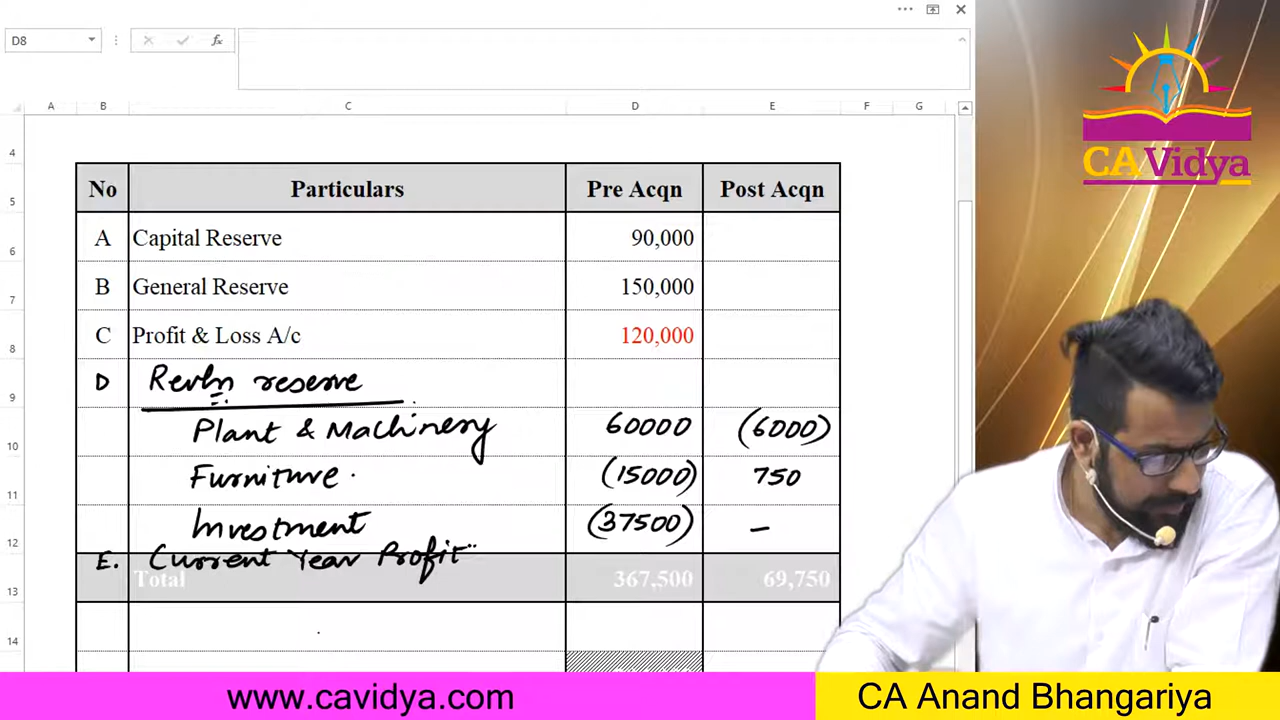 D8
fx
A B C D E F G
4
5 No Particulars Pre Acqn Post Acqn
6 A Capital Reserve 90,000
7 B General Reserve 150,000
8 C Profit & Loss A/c 120,000
9 D Revln reserve
10 Plant & Machinery 60000 (6000)
11 Furniture (15000) 750
12 Investment (37500) –
E. Current Year Profit
13 Total 367,500 69,750
14
CA Vidya
www.cavidya.com
CA Anand Bhangariya